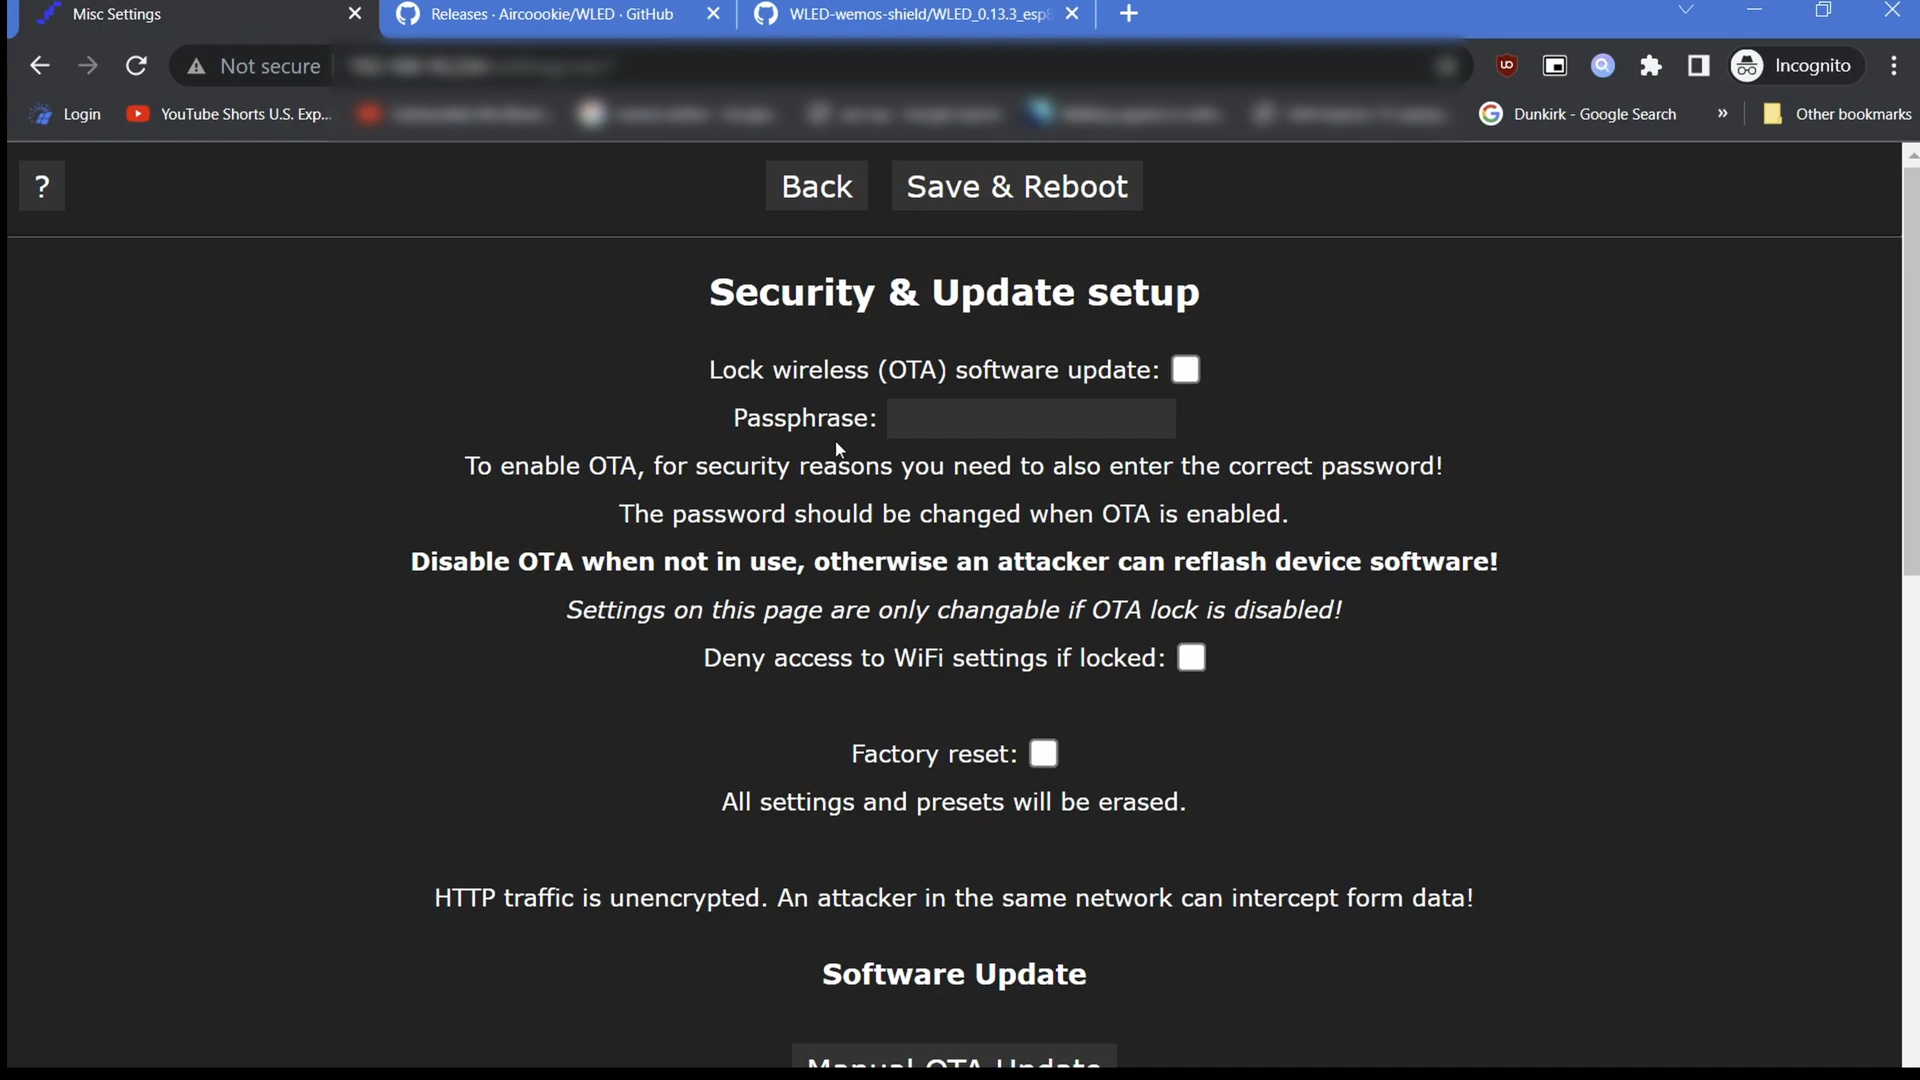 Misc Settings
Releases · Aircoookie/WLED · GitHub
WLED-wemos-shield/WLED_0.13.3_esp8
Not secure
Incognito
Login
YouTube Shorts U.S. Exp...
Dunkirk - Google Search
»
Other bookmarks
?
Back
Save & Reboot
Security & Update setup
Lock wireless (OTA) software update:
Passphrase:
To enable OTA, for security reasons you need to also enter the correct password!
The password should be changed when OTA is enabled.
Disable OTA when not in use, otherwise an attacker can reflash device software!
Settings on this page are only changable if OTA lock is disabled!
Deny access to WiFi settings if locked:
Factory reset:
All settings and presets will be erased.
HTTP traffic is unencrypted. An attacker in the same network can intercept form data!
Software Update
Manual OTA Update